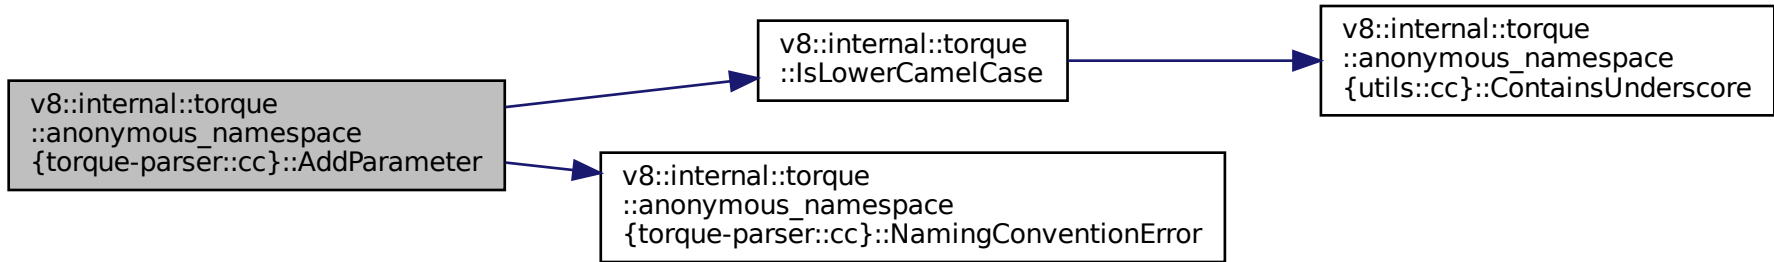 v8::internal::torque
::anonymous_namespace
{torque-parser::cc}::AddParameter
v8::internal::torque
::IsLowerCamelCase
v8::internal::torque
::anonymous_namespace
{utils::cc}::ContainsUnderscore
v8::internal::torque
::anonymous_namespace
{torque-parser::cc}::NamingConventionError